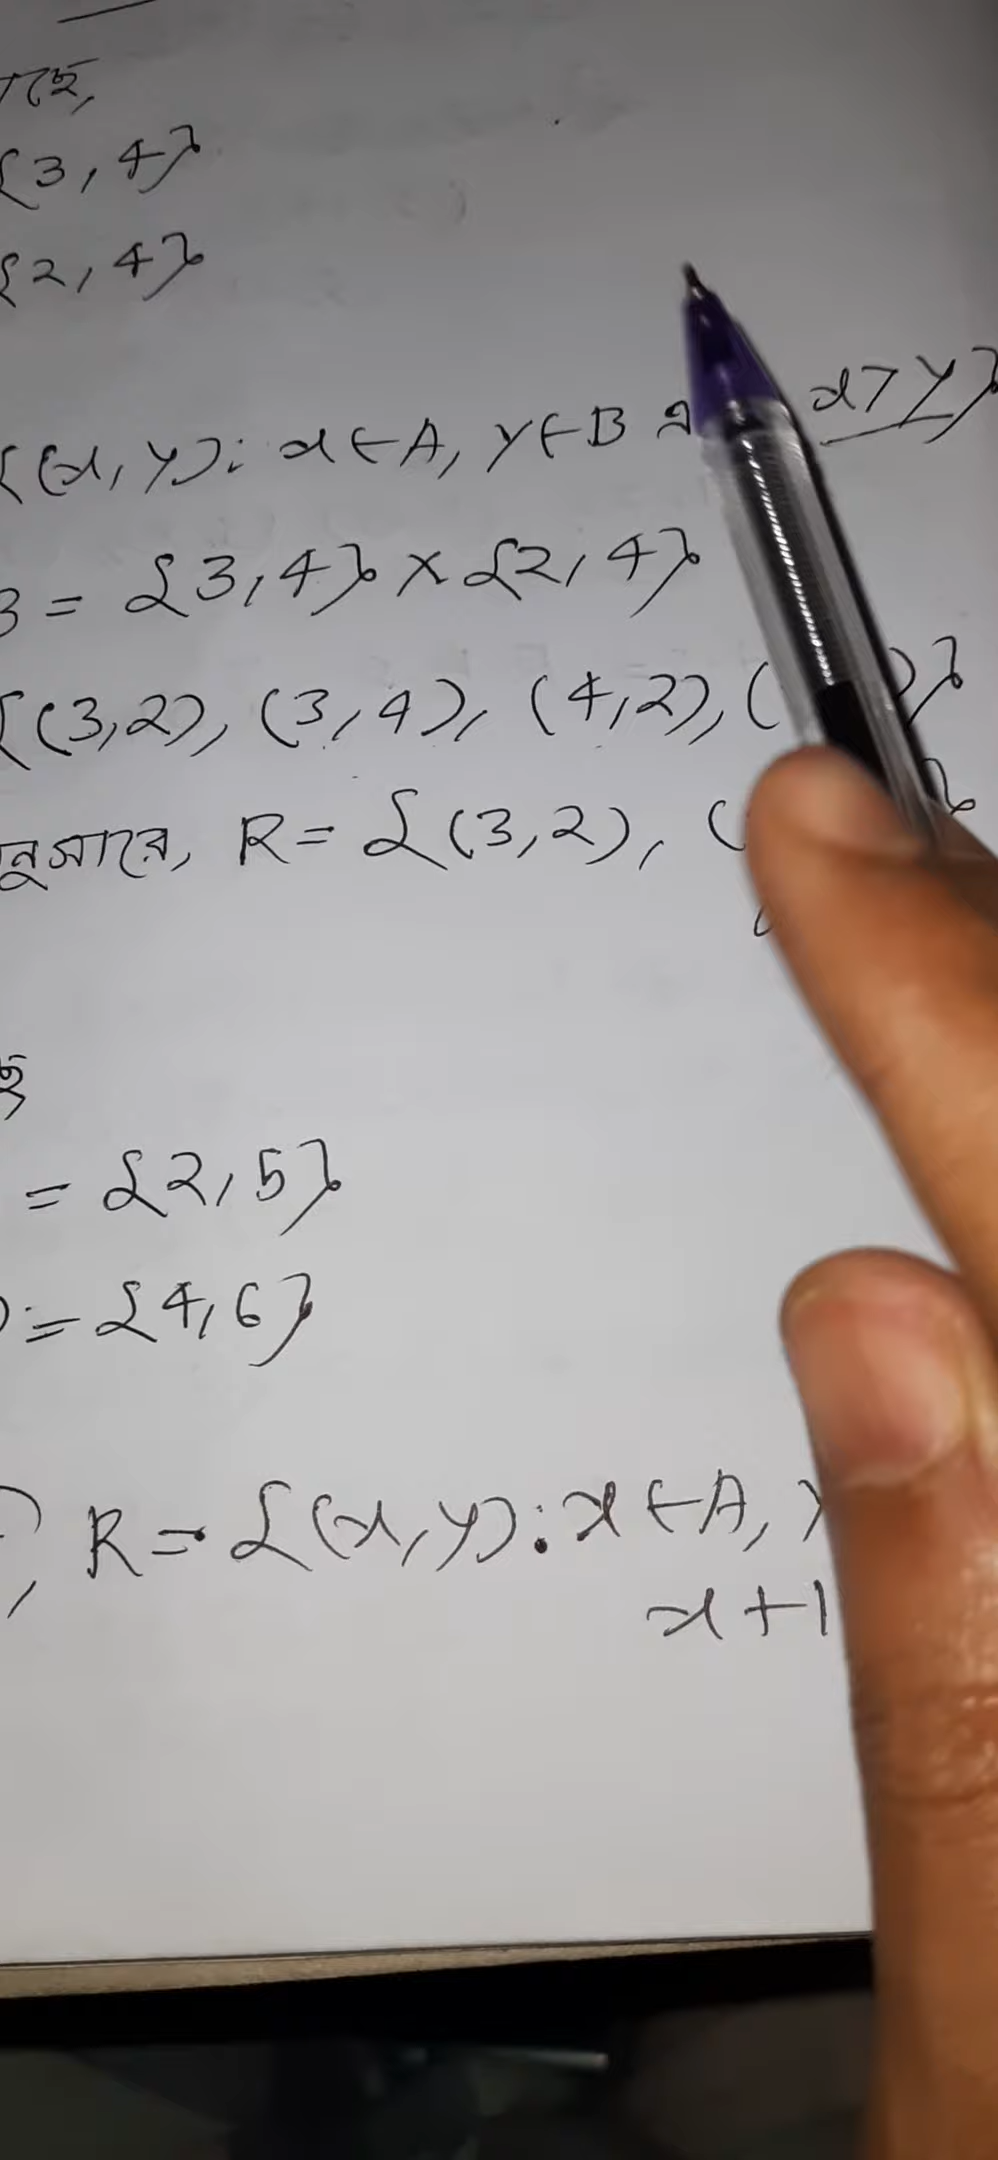 {3, 4}
{2, 4}
{(x, y): x∈A, y∈B x>y}
B = {3, 4} × {2, 4}
{(3,2), (3, 4), (4,2), ( )}
নুসারে, R = {(3,2), (
= {2, 5}
= {4, 6}
, R = {(x, y): x∈A,
x+1